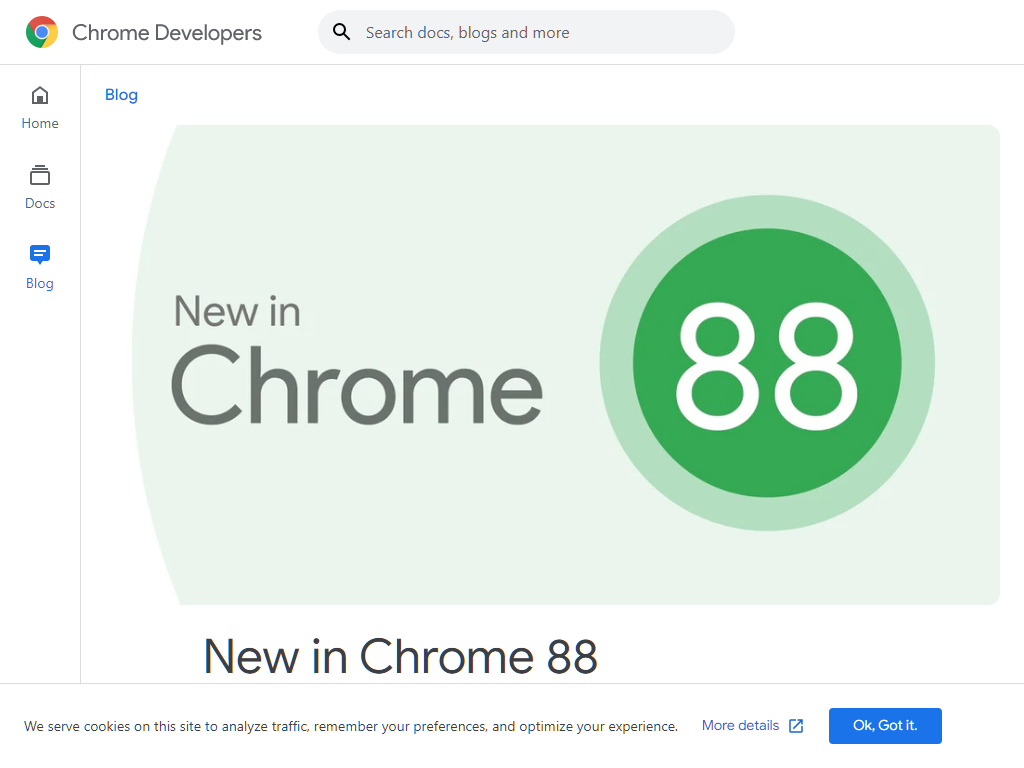 Chrome Developers
Search docs, blogs and more
Home
Docs
Blog
Blog
New in
Chrome
88
New in Chrome 88
We serve cookies on this site to analyze traffic, remember your preferences, and optimize your experience.
More details
Ok, Got it.